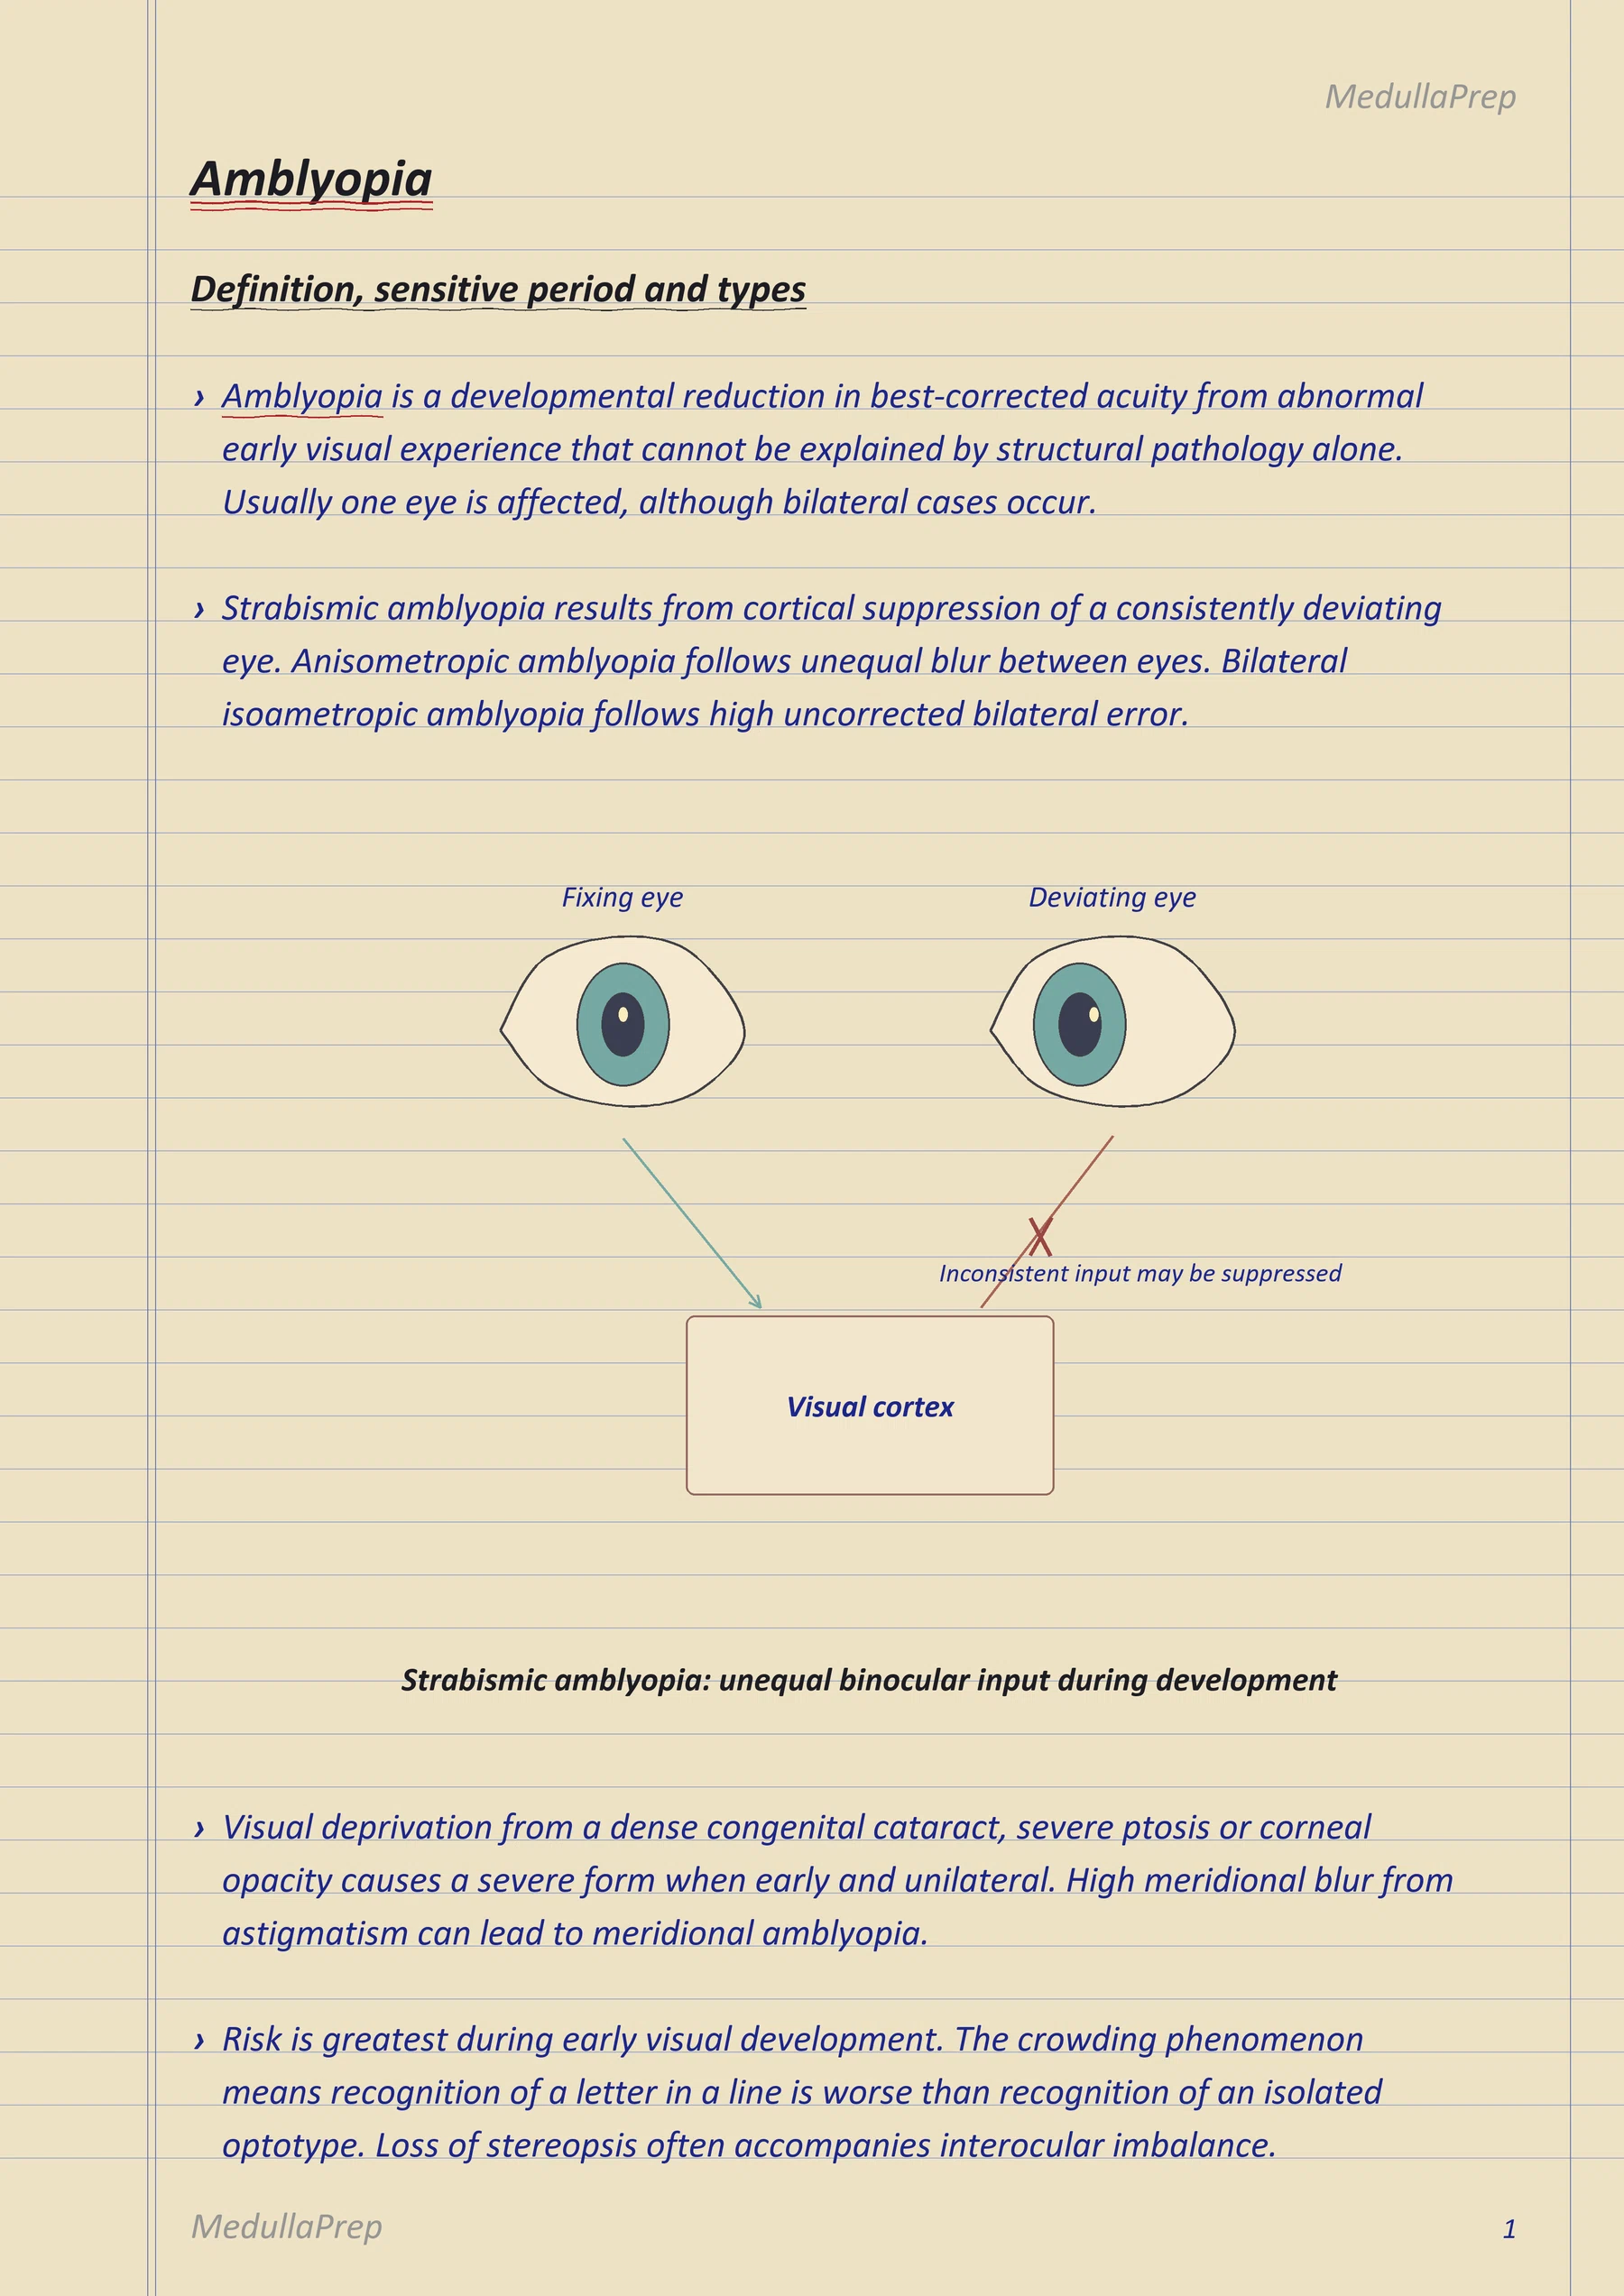 MedullaPrep
Amblyopia
Definition, sensitive period and types
› Amblyopia is a developmental reduction in best-corrected acuity from abnormal
early visual experience that cannot be explained by structural pathology alone.
Usually one eye is affected, although bilateral cases occur.
› Strabismic amblyopia results from cortical suppression of a consistently deviating
eye. Anisometropic amblyopia follows unequal blur between eyes. Bilateral
isoametropic amblyopia follows high uncorrected bilateral error.
Fixing eye
Deviating eye
X
Inconsistent input may be suppressed
Visual cortex
Strabismic amblyopia: unequal binocular input during development
› Visual deprivation from a dense congenital cataract, severe ptosis or corneal
opacity causes a severe form when early and unilateral. High meridional blur from
astigmatism can lead to meridional amblyopia.
› Risk is greatest during early visual development. The crowding phenomenon
means recognition of a letter in a line is worse than recognition of an isolated
optotype. Loss of stereopsis often accompanies interocular imbalance.
MedullaPrep
1